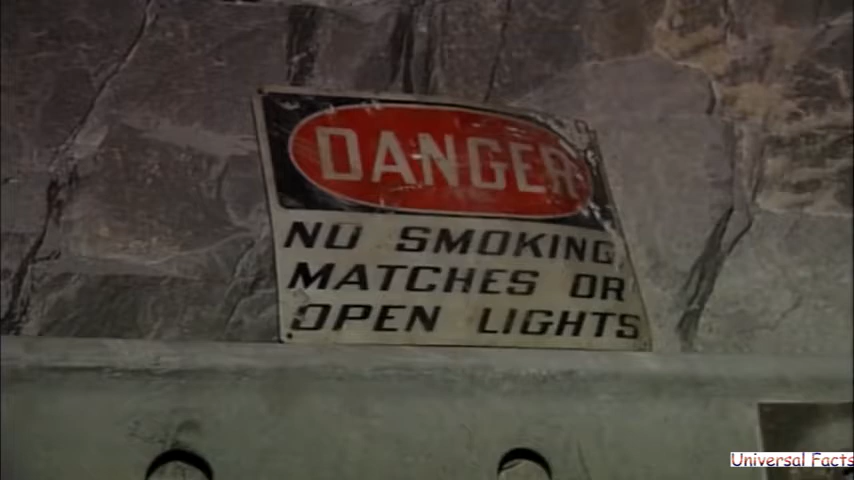 DANGER
NO SMOKING
MATCHES OR
OPEN LIGHTS
Universal Facts